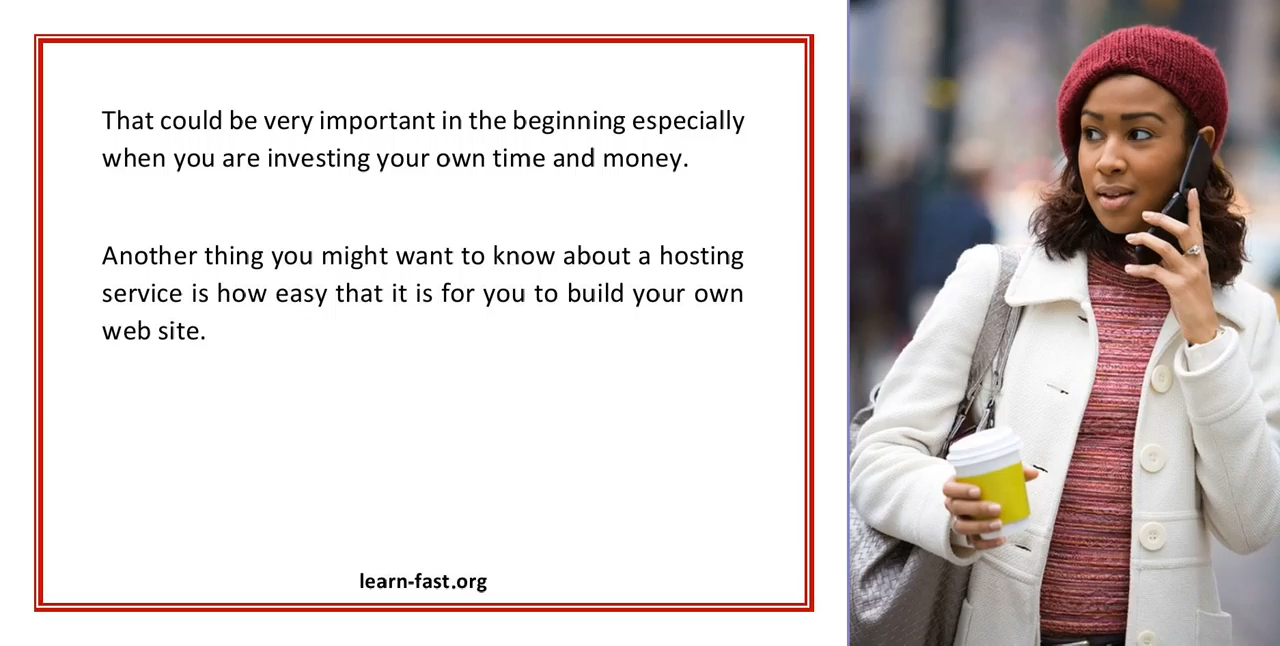 That could be very important in the beginning especially
when you are investing your own time and money.
Another thing you might want to know about a hosting
service is how easy that it is for you to build your own
web site.
learn-fast.org